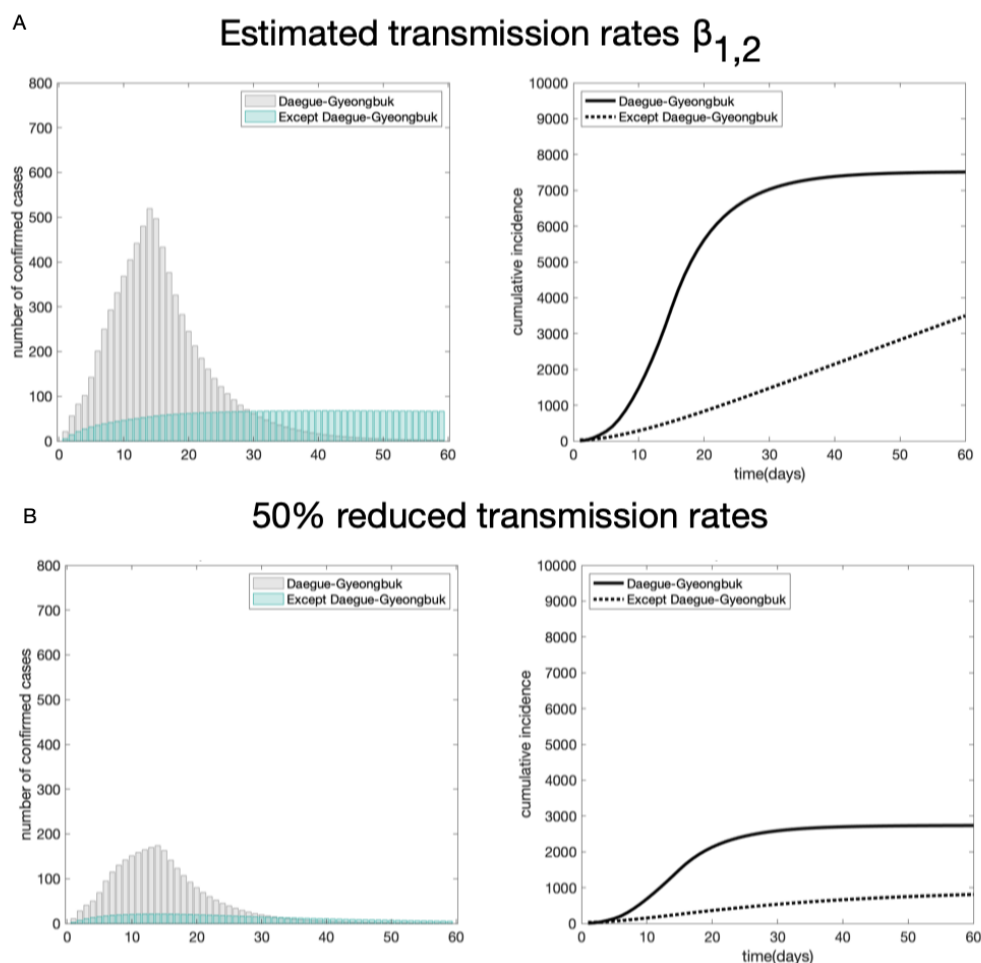 A
Estimated transmission rates β1,2
800
700
600
500
400
300
200
100
0
number of confirmed cases
0 10 20 30 40 50 60
Daegue-Gyeongbuk
Except Daegue-Gyeongbuk
10000
9000
8000
7000
6000
5000
4000
3000
2000
1000
0
cumulative incidence
0 10 20 30 40 50 60
time(days)
Daegue-Gyeongbuk
Except Daegue-Gyeongbuk
B
50% reduced transmission rates
800
700
600
500
400
300
200
100
0
number of confirmed cases
0 10 20 30 40 50 60
Daegue-Gyeongbuk
Except Daegue-Gyeongbuk
10000
9000
8000
7000
6000
5000
4000
3000
2000
1000
0
cumulative incidence
0 10 20 30 40 50 60
time(days)
Daegue-Gyeongbuk
Except Daegue-Gyeongbuk